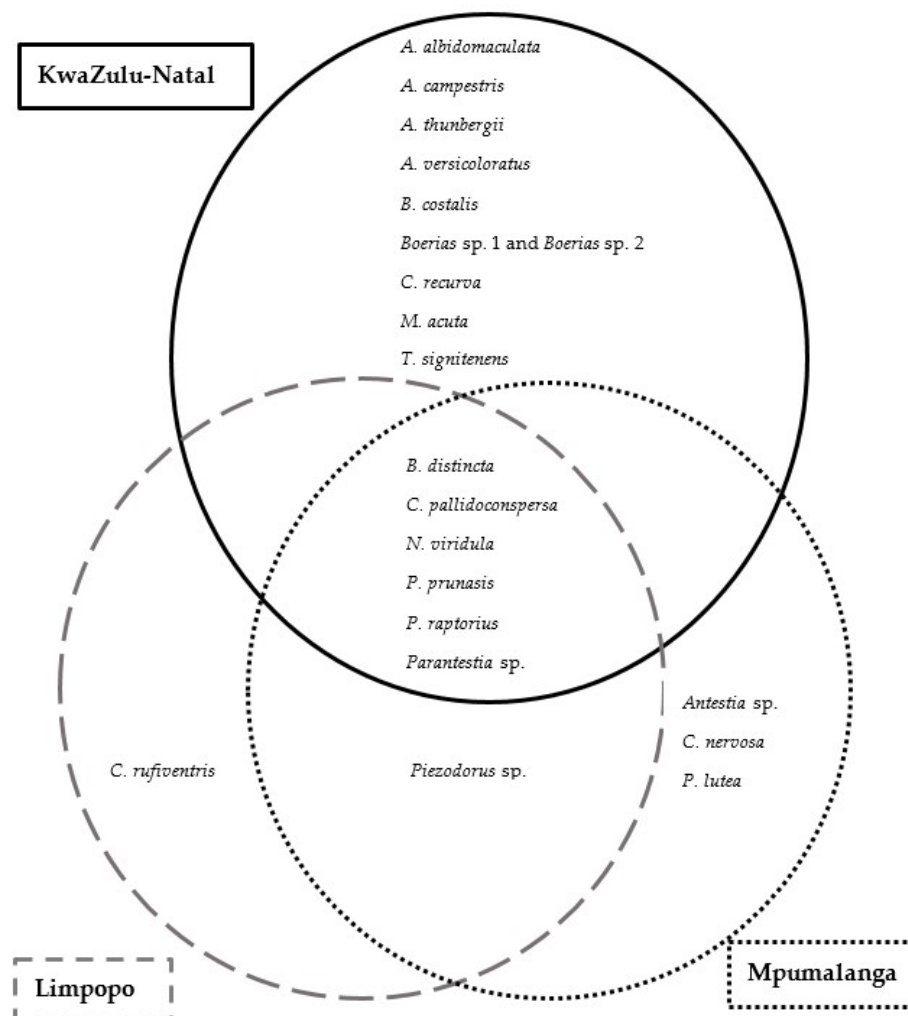 KwaZulu-Natal
A. albidomaculata
A. campestris
A. thunbergii
A. versicoloratus
B. costalis
Boerias sp. 1 and Boerias sp. 2
C. recurva
M. acuta
T. signitenens
B. distincta
C. pallidoconspersa
N. viridula
P. prunasis
P. raptorius
Parantestia sp.
Antestia sp.
C. nervosa
P. lutea
C. rufiventris
Piezodorus sp.
Limpopo
Mpumalanga